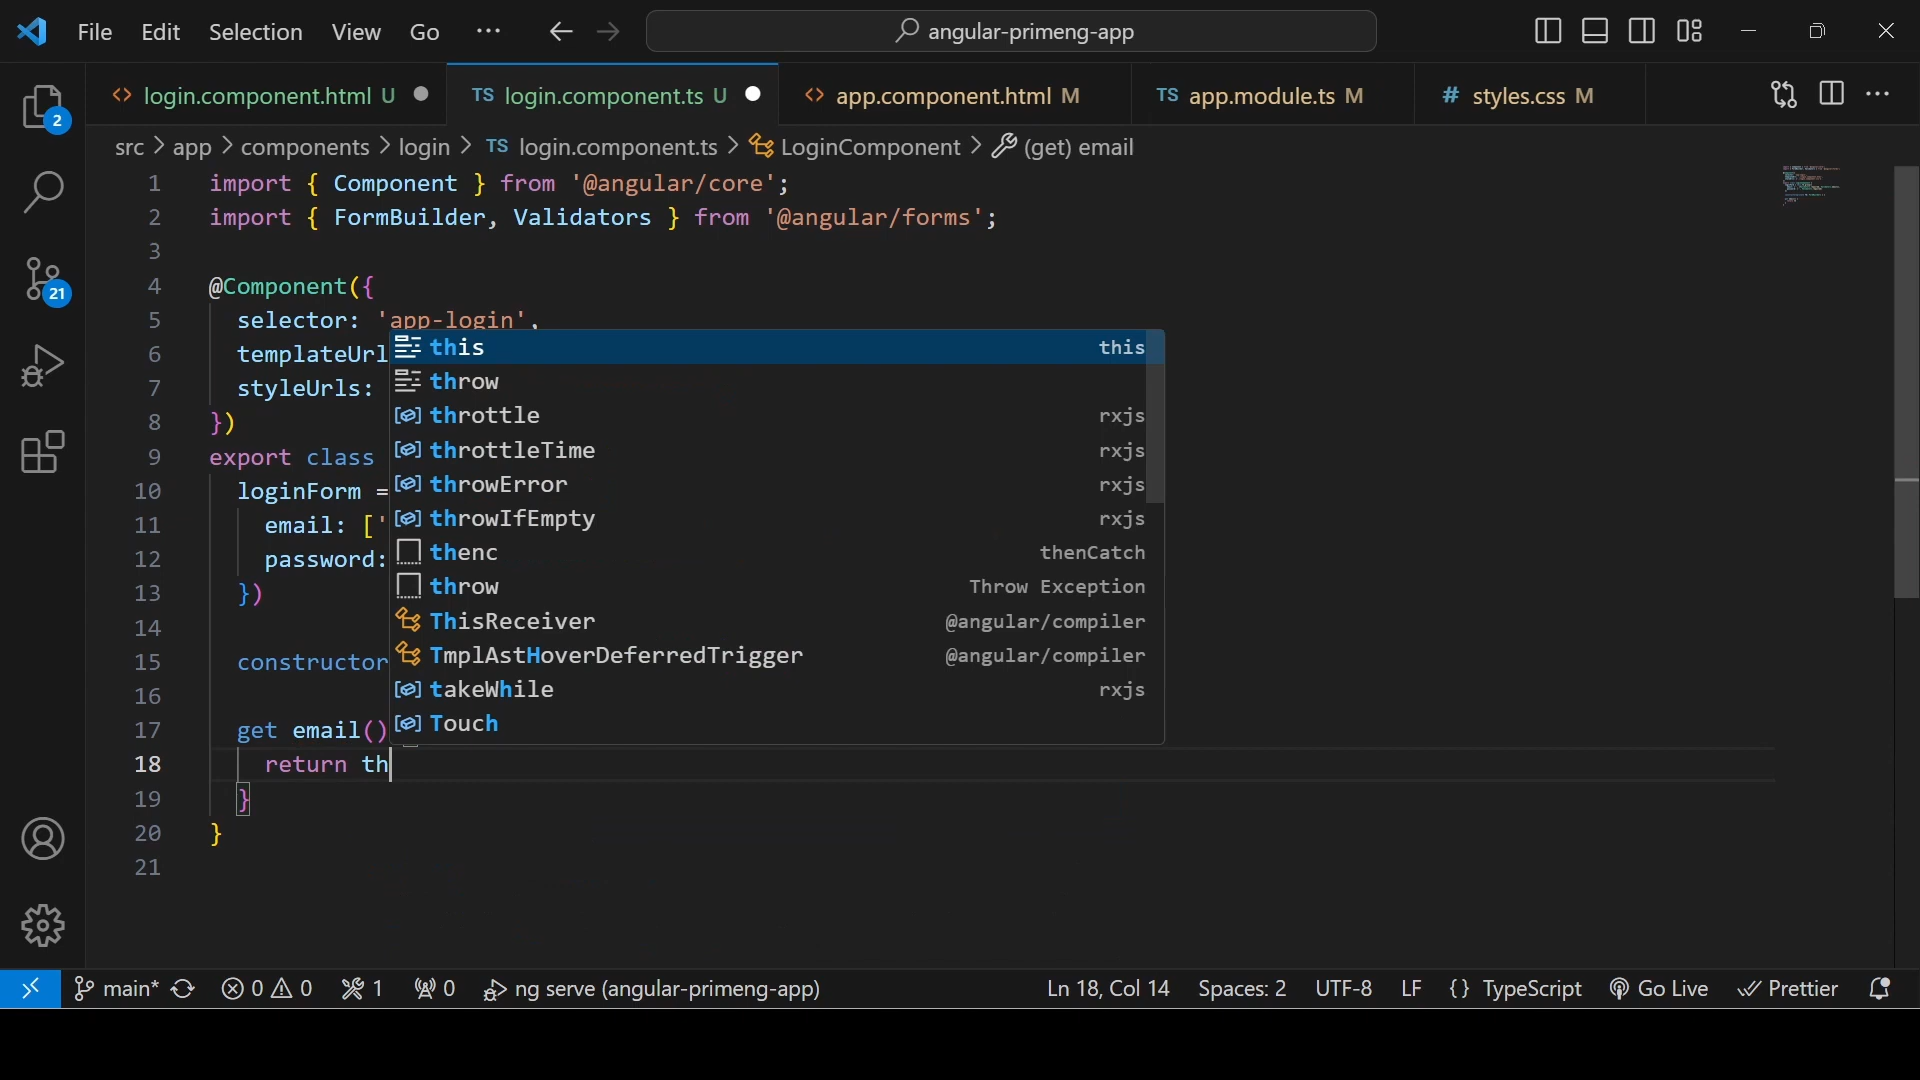 File Edit Selection View Go ··· angular-primeng-app
login.component.html U TS login.component.ts U app.component.html M TS app.module.ts M # styles.css M
src > app > components > login > TS login.component.ts > LoginComponent > (get) email
2
21
1 import { Component } from '@angular/core';
2 import { FormBuilder, Validators } from '@angular/forms';
3
4 @Component({
5 selector: 'app-login',
6 templateUrl
7 styleUrls:
8 })
9 export class
10 loginForm =
11 email: ['
12 password:
13 })
14
15 constructor
16
17 get email()
18 return th
19 }
20 }
21
this this
throw
throttle rxjs
throttleTime rxjs
throwError rxjs
throwIfEmpty rxjs
thenc thenCatch
throw Throw Exception
ThisReceiver @angular/compiler
TmplAstHoverDeferredTrigger @angular/compiler
takeWhile rxjs
Touch
main* 0 0 1 0 ng serve (angular-primeng-app) Ln 18, Col 14 Spaces: 2 UTF-8 LF {} TypeScript Go Live Prettier